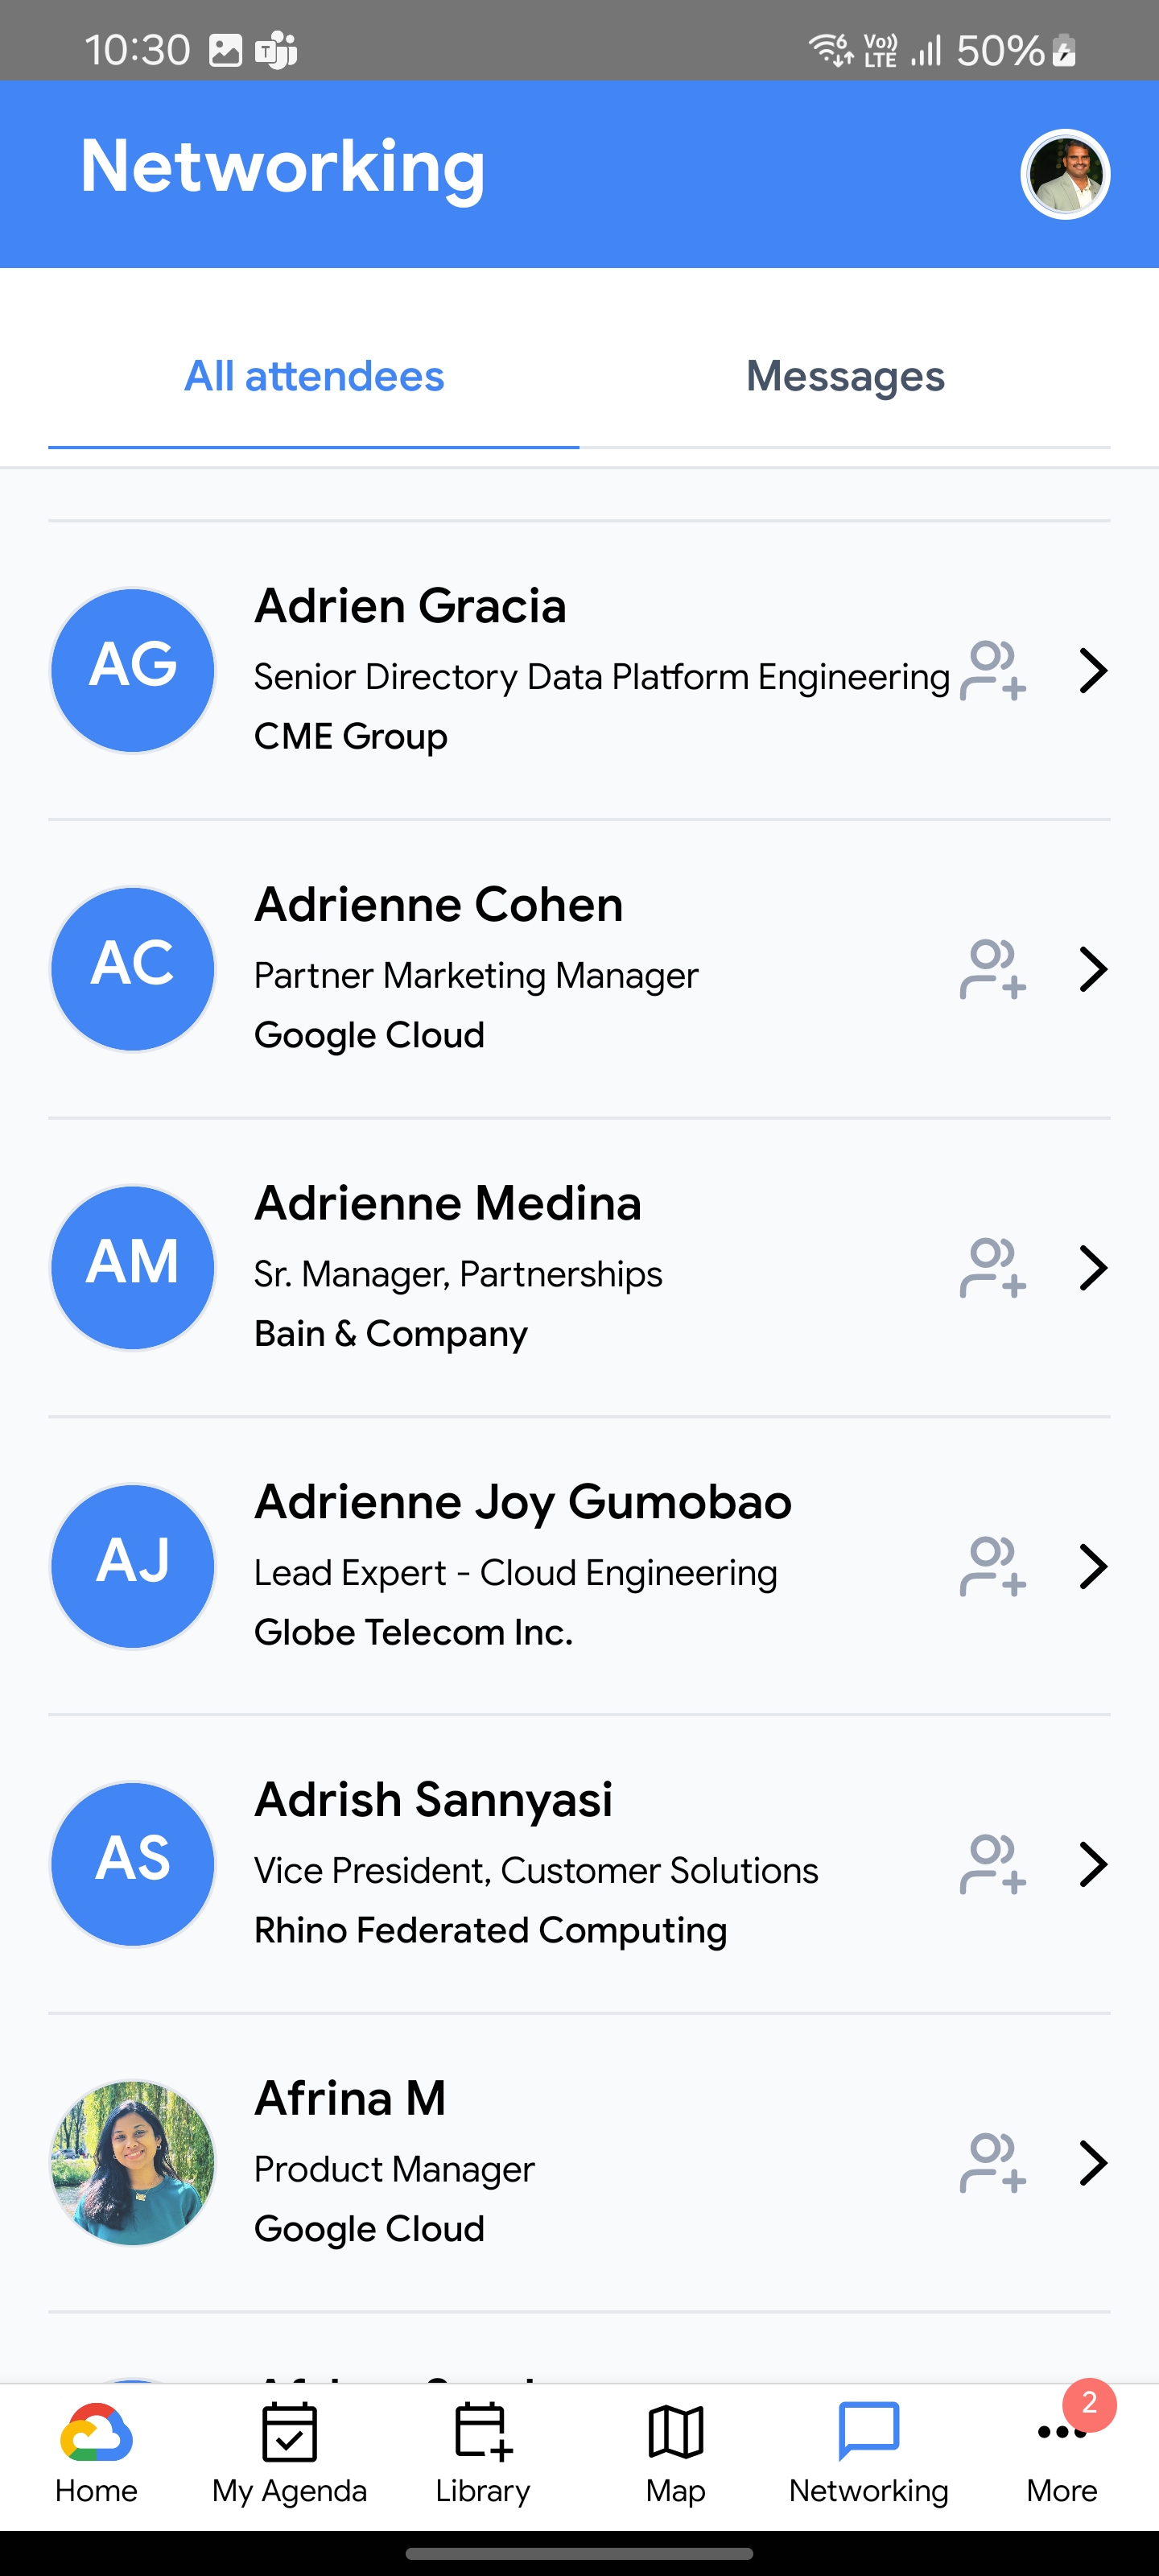 10:30
Vo))
LTE
50%
Networking
All attendees
Messages
AG
Adrien Gracia
Senior Directory Data Platform Engineering
CME Group
AC
Adrienne Cohen
Partner Marketing Manager
Google Cloud
AM
Adrienne Medina
Sr. Manager, Partnerships
Bain & Company
AJ
Adrienne Joy Gumobao
Lead Expert - Cloud Engineering
Globe Telecom Inc.
AS
Adrish Sannyasi
Vice President, Customer Solutions
Rhino Federated Computing
Afrina M
Product Manager
Google Cloud
2
Home
My Agenda
Library
Map
Networking
More